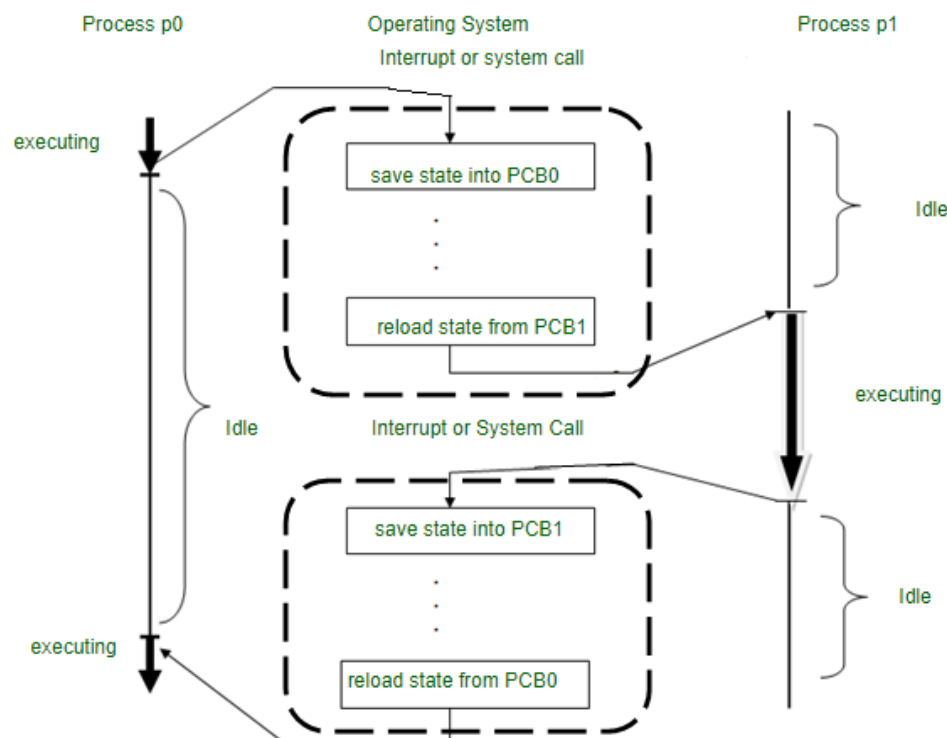 Process p0
Operating System
Process p1
Interrupt or system call
executing
save state into PCB0
Idle
reload state from PCB1
executing
Idle
Interrupt or System Call
save state into PCB1
Idle
executing
reload state from PCB0